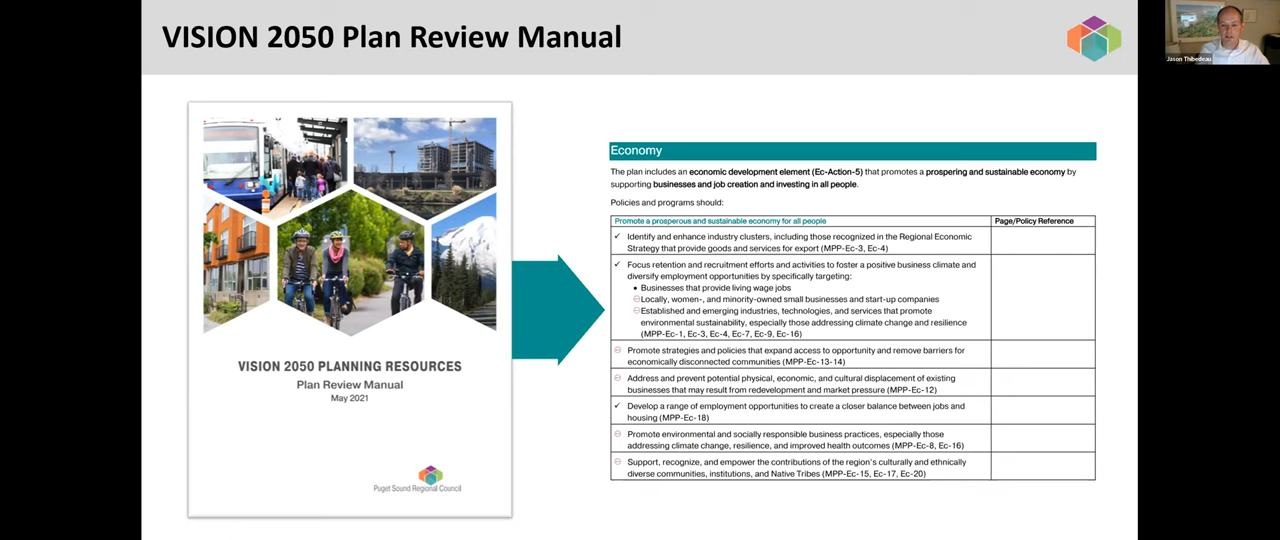 VISION 2050 Plan Review Manual
Jason Thibedeau
VISION 2050 PLANNING RESOURCES
Plan Review Manual
May 2021
Puget Sound Regional Council
Economy
The plan includes an economic development element (Ec-Action-5) that promotes a prospering and sustainable economy by
supporting businesses and job creation and investing in all people.
Policies and programs should:
Promote a prosperous and sustainable economy for all people
Page/Policy Reference
✓ Identify and enhance industry clusters, including those recognized in the Regional Economic
Strategy that provide goods and services for export (MPP-Ec-3, Ec-4)
✓ Focus retention and recruitment efforts and activities to foster a positive business climate and
diversify employment opportunities by specifically targeting:
• Businesses that provide living wage jobs
Locally, women-, and minority-owned small businesses and start-up companies
Established and emerging industries, technologies, and services that promote
environmental sustainability, especially those addressing climate change and resilience
(MPP-Ec-1, Ec-3, Ec-4, Ec-7, Ec-9, Ec-16)
Promote strategies and policies that expand access to opportunity and remove barriers for
economically disconnected communities (MPP-Ec-13-14)
Address and prevent potential physical, economic, and cultural displacement of existing
businesses that may result from redevelopment and market pressure (MPP-Ec-12)
✓ Develop a range of employment opportunities to create a closer balance between jobs and
housing (MPP-Ec-18)
Promote environmental and socially responsible business practices, especially those
addressing climate change, resilience, and improved health outcomes (MPP-Ec-8, Ec-16)
Support, recognize, and empower the contributions of the region's culturally and ethnically
diverse communities, institutions, and Native Tribes (MPP-Ec-15, Ec-17, Ec-20)